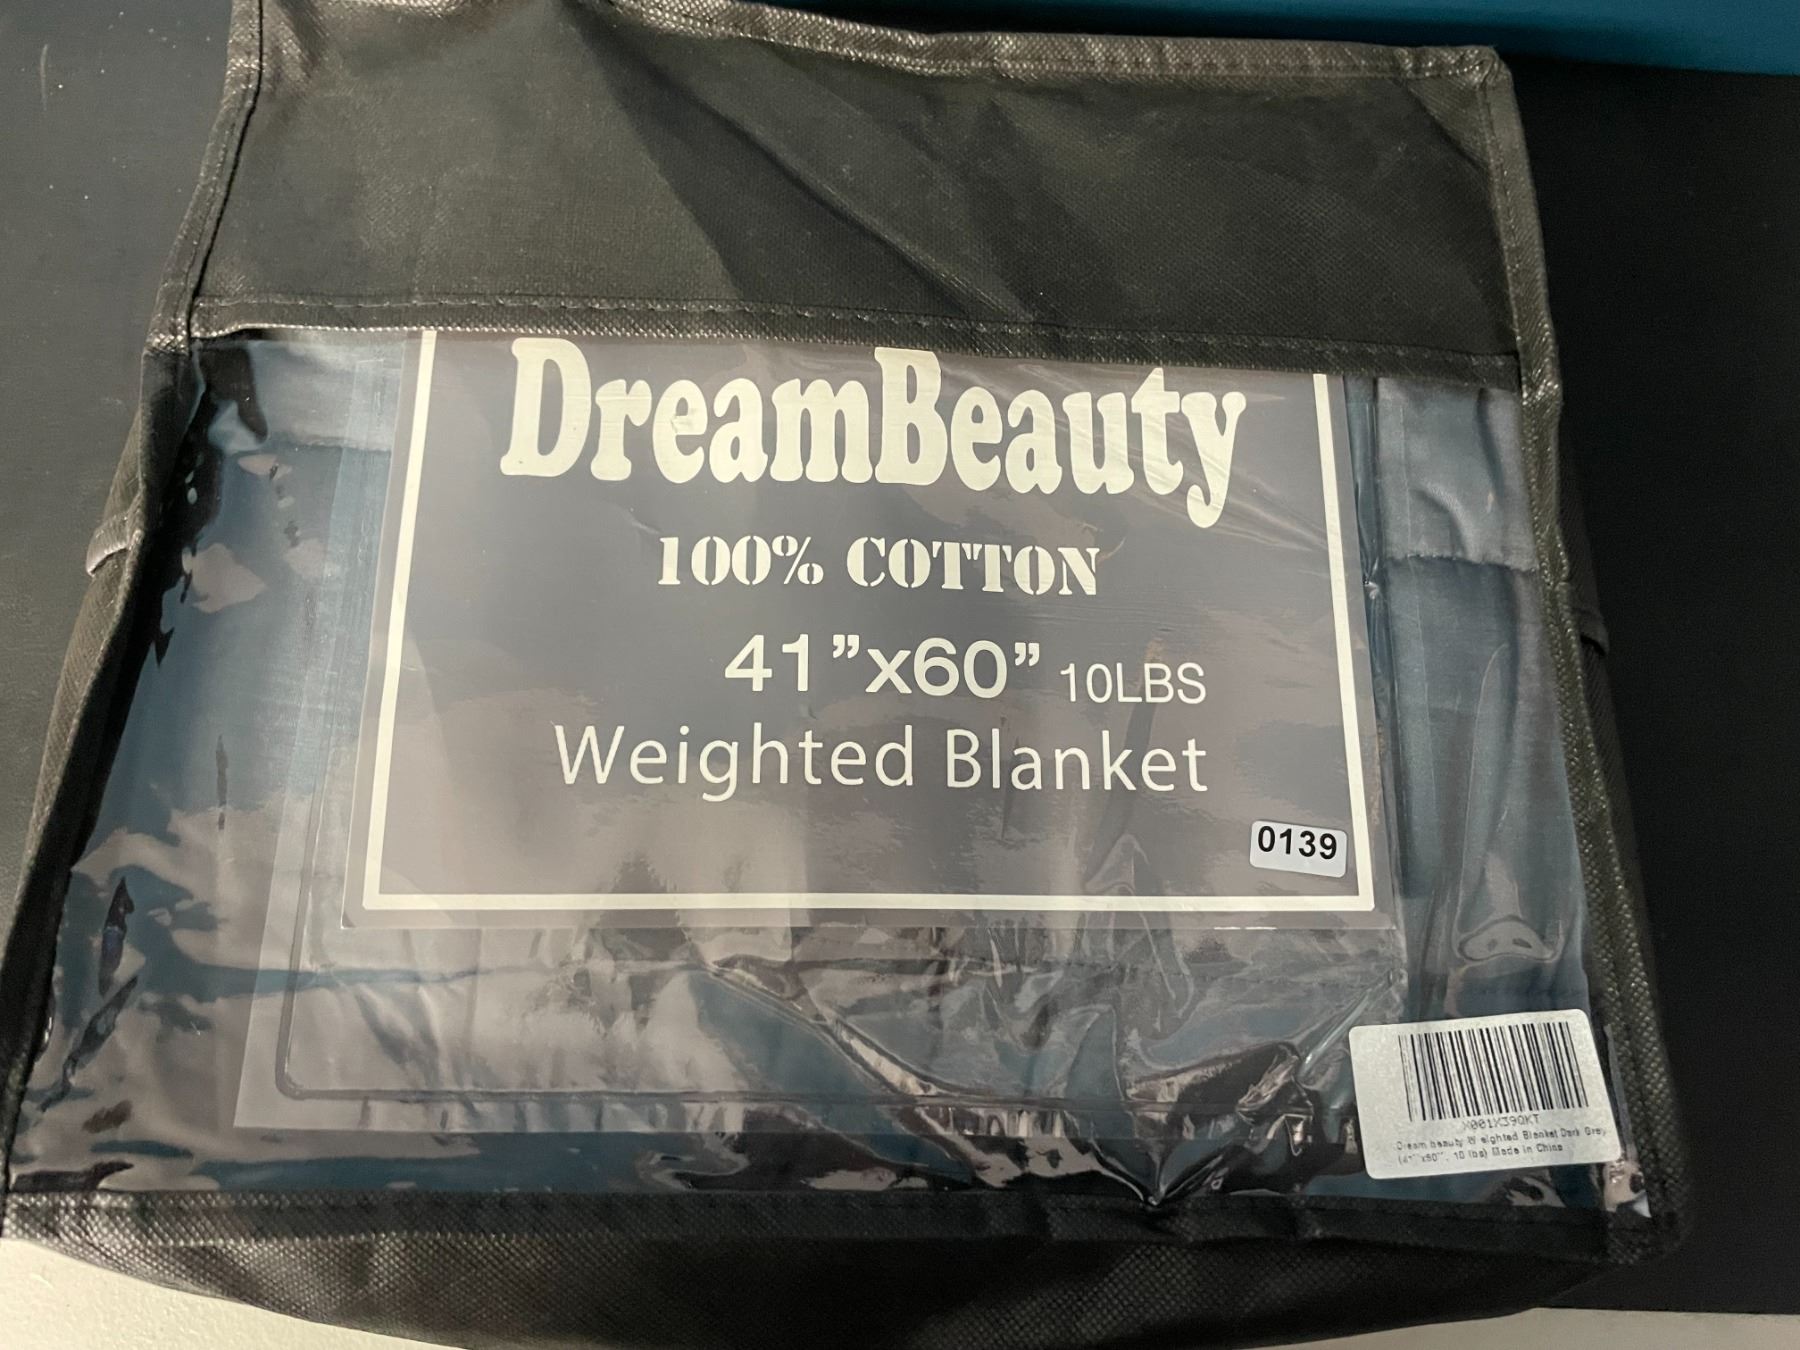 DreamBeauty
100% COTTON
41”x60” 10LBS
Weighted Blanket
0139
X001X39QKT
Dream beauty Weighted Blanket Dark Grey
(41''x60'', 10 lbs) Made in China